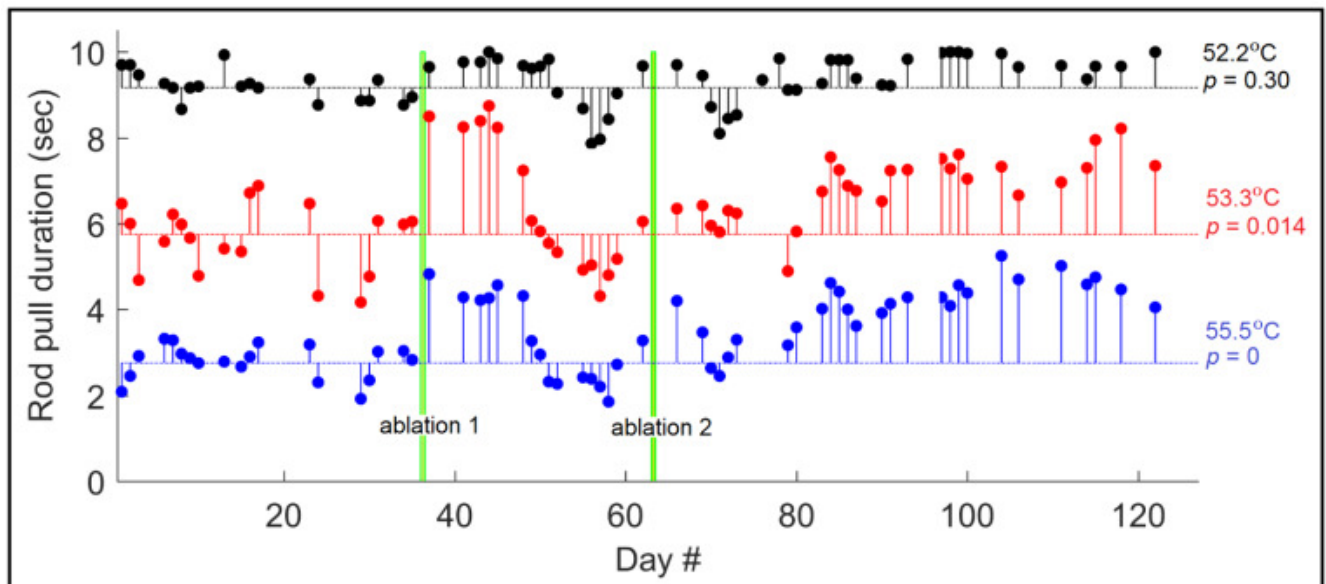 Rod pull duration (sec)
10
8
6
4
2
0
52.2°C
p = 0.30
53.3°C
p = 0.014
55.5°C
p = 0
ablation 1
ablation 2
20
40
60
80
100
120
Day #